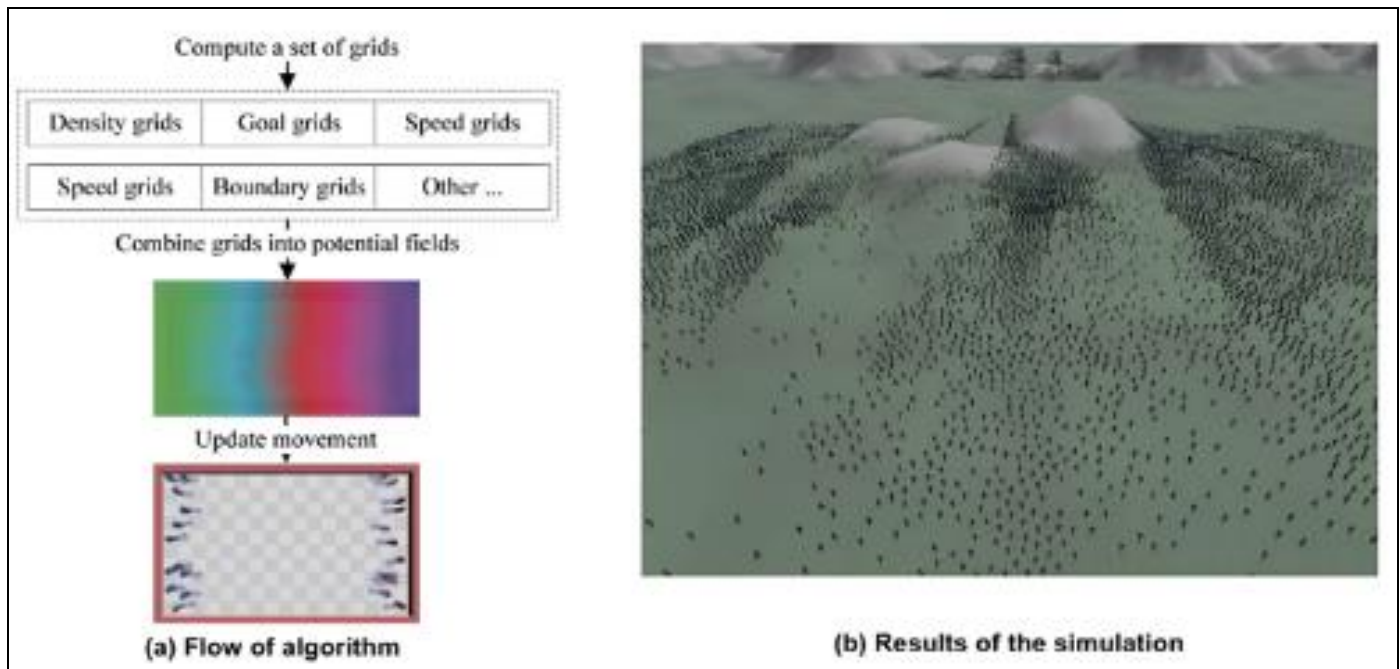 Compute a set of grids
Density grids Goal grids Speed grids
Speed grids Boundary grids Other ...
Combine grids into potential fields
Update movement
(a) Flow of algorithm
(b) Results of the simulation